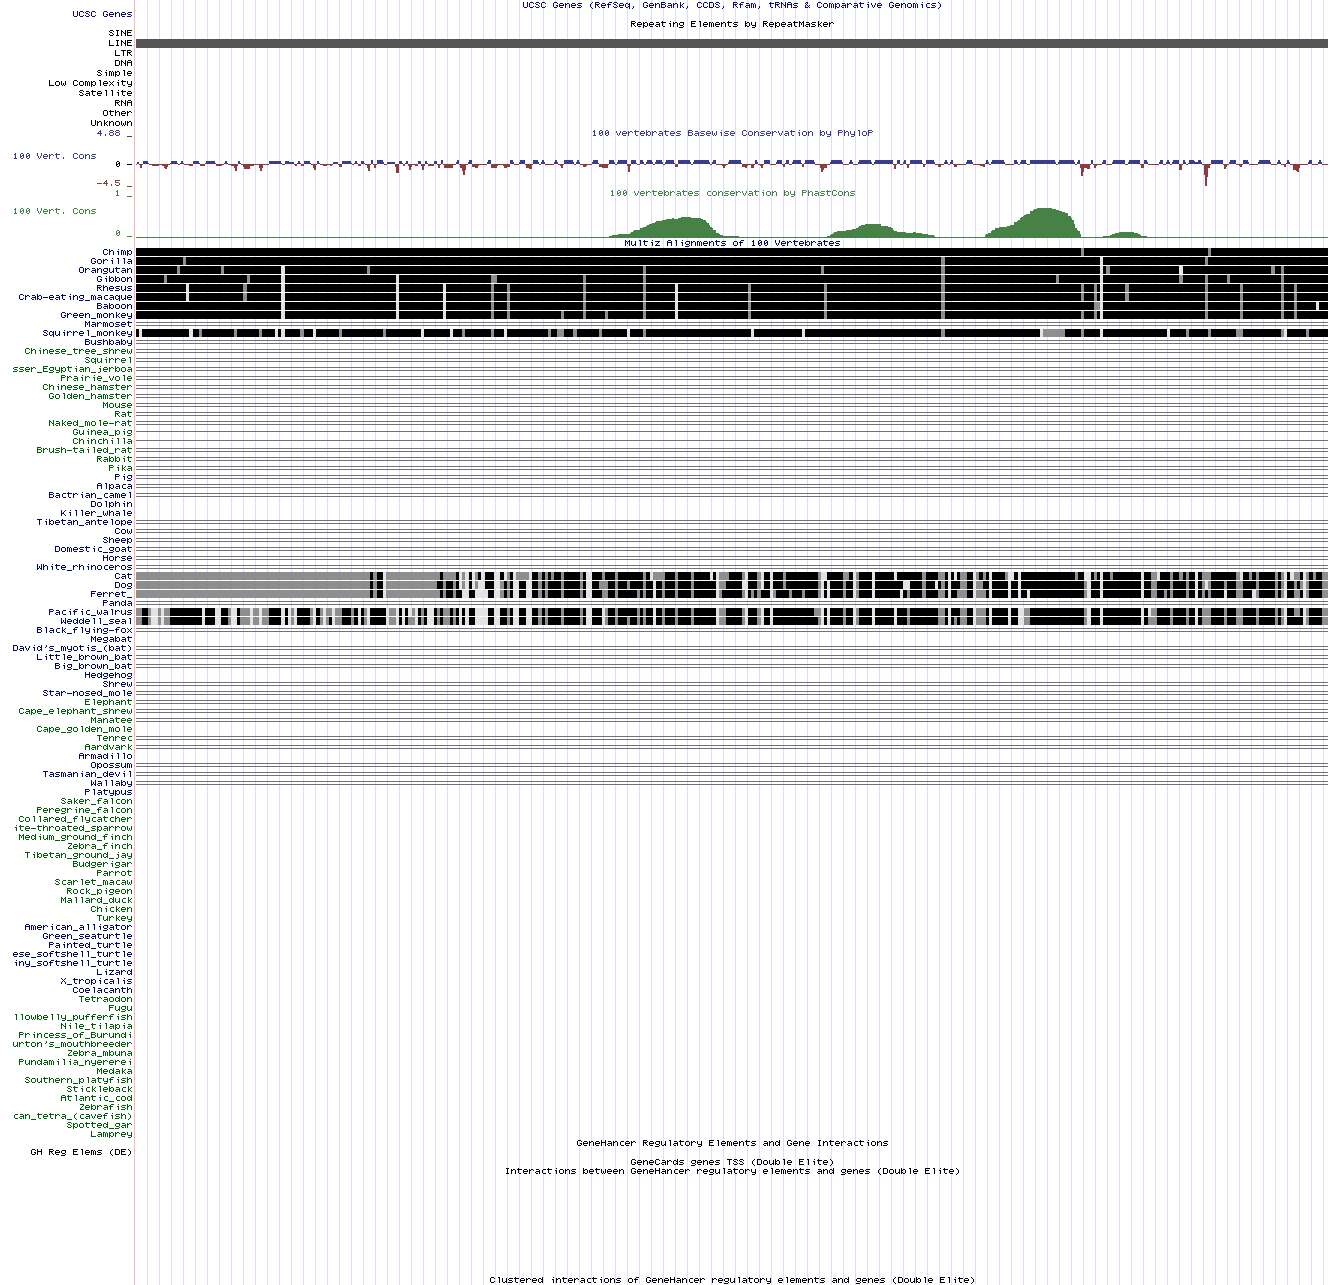 UCSC Genes (RefSeq, GenBank, CCDS, Rfam, tRNAs & Comparative Genomics)
UCSC Genes
Repeating Elements by RepeatMasker
SINE
LINE
LTR
DNA
Simple
Low Complexity
Satellite
RNA
Other
Unknown
4.88 _
100 vertebrates Basewise Conservation by PhyloP
100 Vert. Cons
0 -
-4.5 _
1 _
100 vertebrates conservation by PhastCons
100 Vert. Cons
0 _
Multiz Alignments of 100 Vertebrates
Chimp
Gorilla
Orangutan
Gibbon
Rhesus
Crab-eating_macaque
Baboon
Green_monkey
Marmoset
Squirrel_monkey
Bushbaby
Chinese_tree_shrew
Squirrel
sser_Egyptian_jerboa
Prairie_vole
Chinese_hamster
Golden_hamster
Mouse
Rat
Naked_mole-rat
Guinea_pig
Chinchilla
Brush-tailed_rat
Rabbit
Pika
Pig
Alpaca
Bactrian_camel
Dolphin
Killer_whale
Tibetan_antelope
Cow
Sheep
Domestic_goat
Horse
White_rhinoceros
Cat
Dog
Ferret_
Panda
Pacific_walrus
Weddell_seal
Black_flying-fox
Megabat
David's_myotis_(bat)
Little_brown_bat
Big_brown_bat
Hedgehog
Shrew
Star-nosed_mole
Elephant
Cape_elephant_shrew
Manatee
Cape_golden_mole
Tenrec
Aardvark
Armadillo
Opossum
Tasmanian_devil
Wallaby
Platypus
Saker_falcon
Peregrine_falcon
Collared_flycatcher
ite-throated_sparrow
Medium_ground_finch
Zebra_finch
Tibetan_ground_jay
Budgerigar
Parrot
Scarlet_macaw
Rock_pigeon
Mallard_duck
Chicken
Turkey
American_alligator
Green_seaturtle
Painted_turtle
ese_softshell_turtle
iny_softshell_turtle
Lizard
X_tropicalis
Coelacanth
Tetraodon
Fugu
llowbelly_pufferfish
Nile_tilapia
Princess_of_Burundi
urton's_mouthbreeder
Zebra_mbuna
Pundamilia_nyererei
Medaka
Southern_platyfish
Stickleback
Atlantic_cod
Zebrafish
can_tetra_(cavefish)
Spotted_gar
Lamprey
GeneHancer Regulatory Elements and Gene Interactions
GH Reg Elems (DE)
GeneCards genes TSS (Double Elite)
Interactions between GeneHancer regulatory elements and genes (Double Elite)
Clustered interactions of GeneHancer regulatory elements and genes (Double Elite)